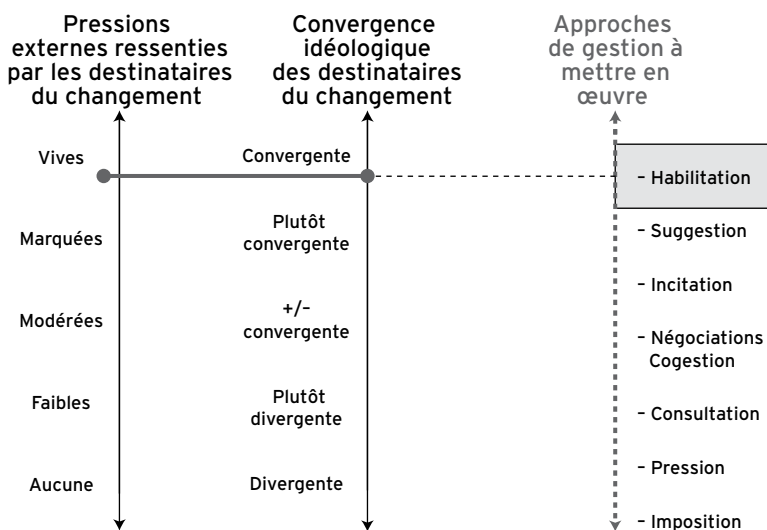 Pressions
externes ressenties
par les destinataires
du changement
Convergence
idéologique
des destinataires
du changement
Approches
de gestion à
mettre en
œuvre
Vives
Marquées
Modérées
Faibles
Aucune
Convergente
Plutôt
convergente
+/–
convergente
Plutôt
divergente
Divergente
– Habilitation
– Suggestion
– Incitation
– Négociations
Cogestion
– Consultation
– Pression
– Imposition